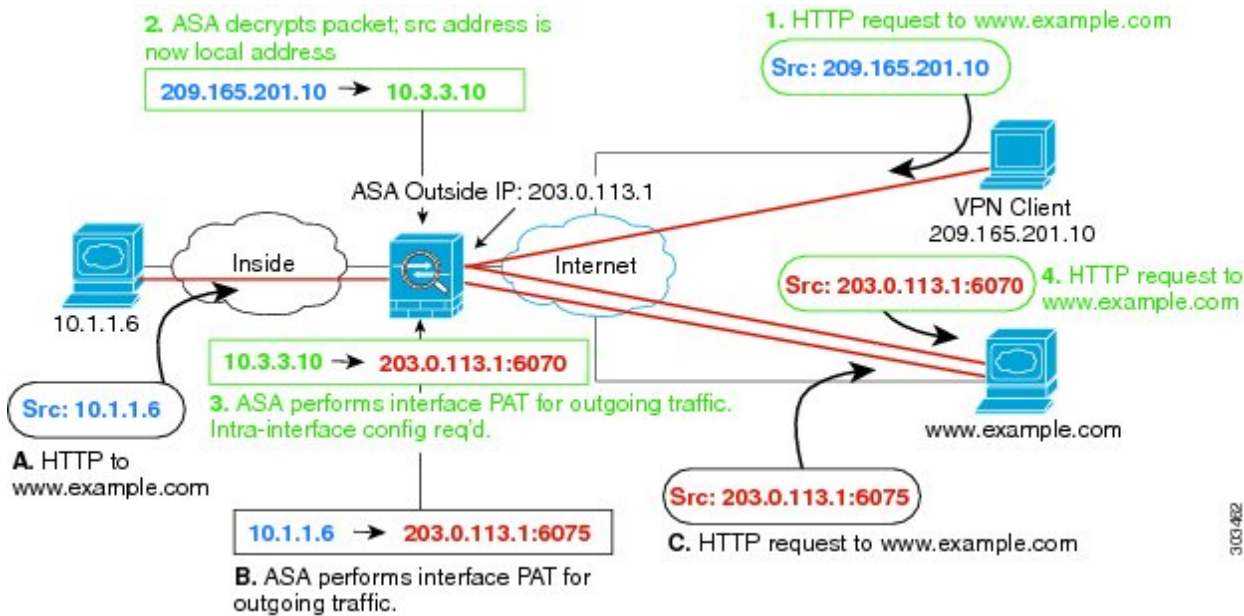 2. ASA decrypts packet; src address is
now local address
209.165.201.10 → 10.3.3.10
1. HTTP request to www.example.com
Src: 209.165.201.10
ASA Outside IP: 203.0.113.1
VPN Client
209.165.201.10
Inside
Internet
10.1.1.6
Src: 203.0.113.1:6070
4. HTTP request to
www.example.com
10.3.3.10 → 203.0.113.1:6070
3. ASA performs interface PAT for outgoing traffic.
Intra-interface config req'd.
Src: 10.1.1.6
A. HTTP to
www.example.com
www.example.com
10.1.1.6 → 203.0.113.1:6075
B. ASA performs interface PAT for
outgoing traffic.
Src: 203.0.113.1:6075
C. HTTP request to www.example.com
303462